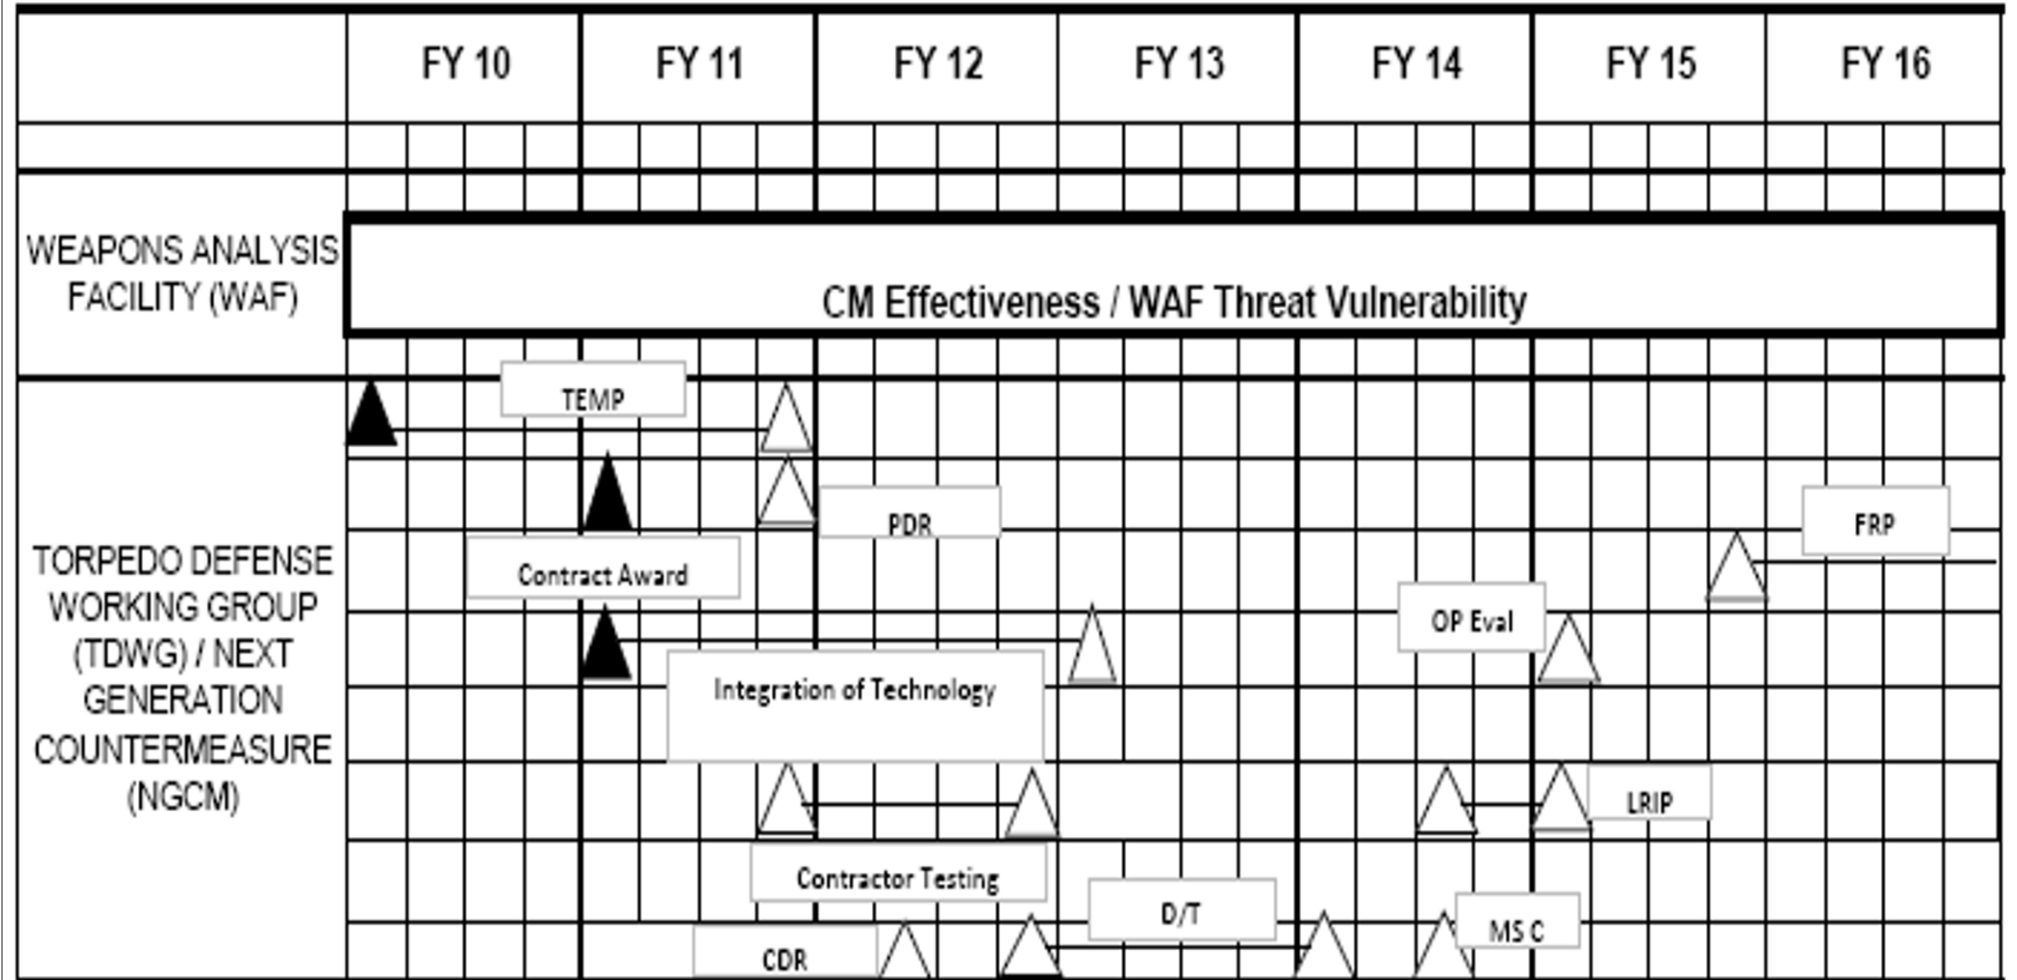 FY 10 FY 11 FY 12 FY 13 FY 14 FY 15 FY 16
WEAPONS ANALYSIS
FACILITY (WAF)
CM Effectiveness / WAF Threat Vulnerability
TORPEDO DEFENSE
WORKING GROUP
(TDWG) / NEXT
GENERATION
COUNTERMEASURE
(NGCM)
TEMP
PDR
FRP
Contract Award
OP Eval
Integration of Technology
LRIP
Contractor Testing
D/T
MS C
CDR